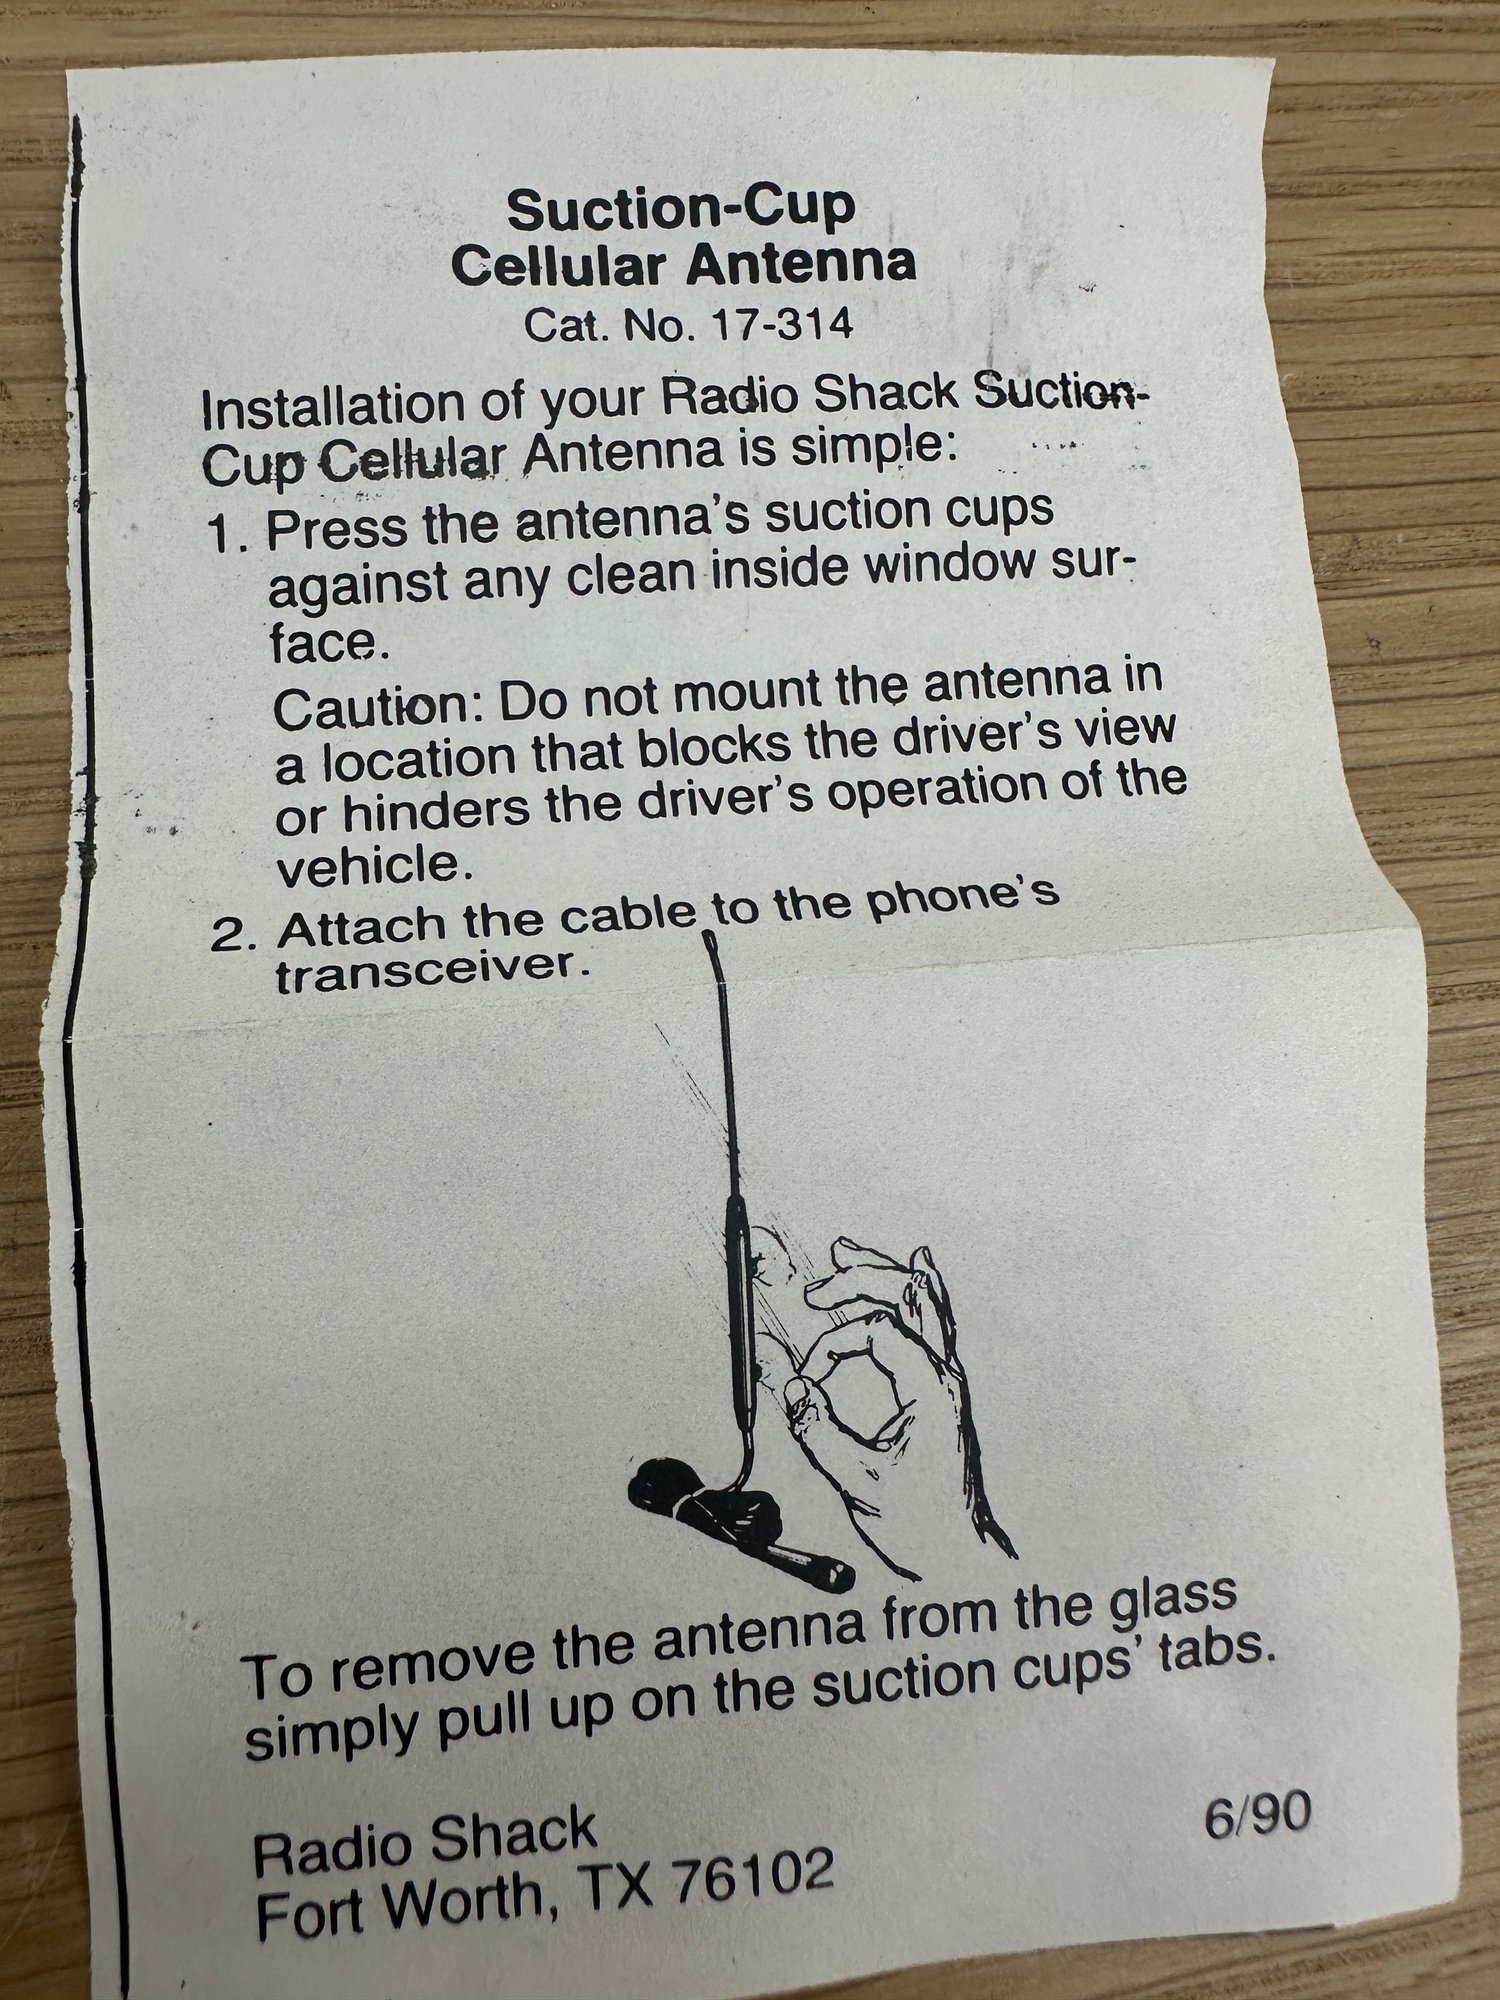 Suction-Cup
Cellular Antenna
Cat. No. 17-314
Installation of your Radio Shack Suction-
Cup Cellular Antenna is simple:
1. Press the antenna's suction cups
against any clean inside window sur-
face.
Caution: Do not mount the antenna in
a location that blocks the driver's view
or hinders the driver's operation of the
vehicle.
2. Attach the cable to the phone's
transceiver.
To remove the antenna from the glass
simply pull up on the suction cups' tabs.
Radio Shack
Fort Worth, TX 76102
6/90